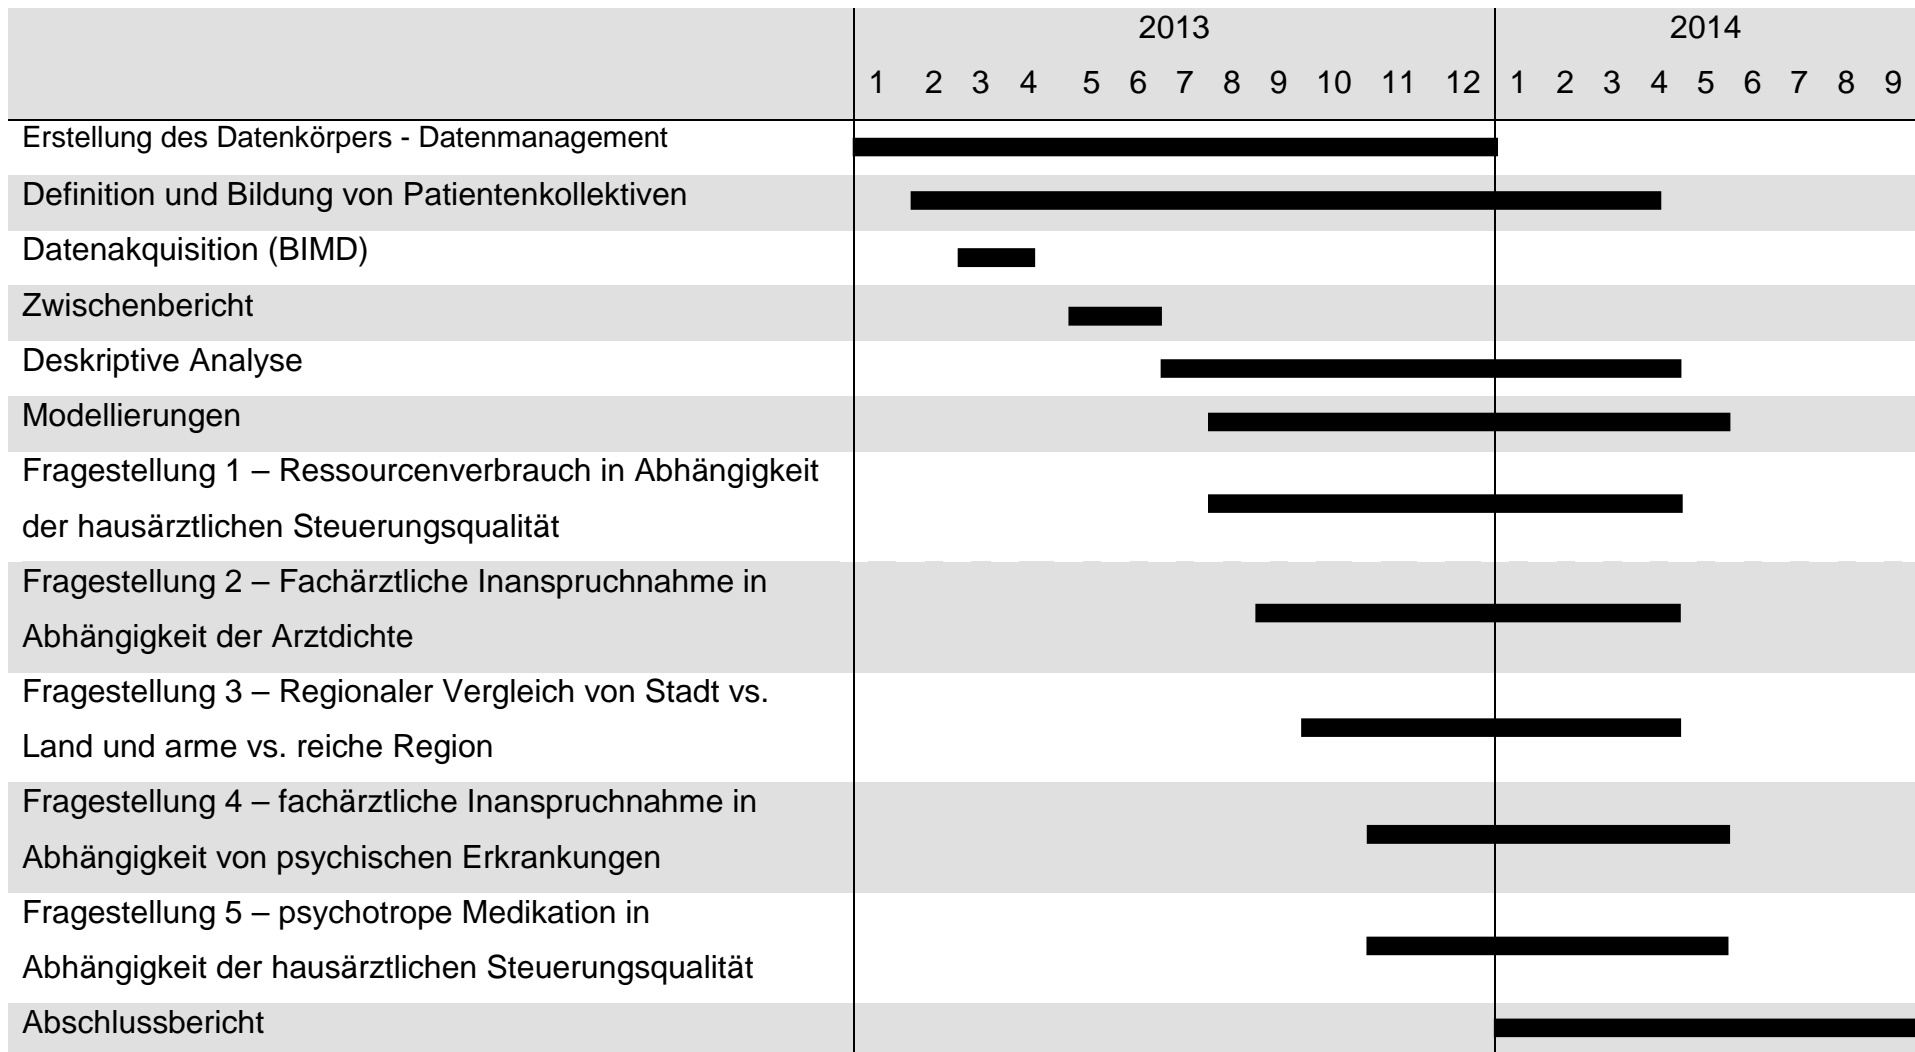 2013 2014
1 2 3 4 5 6 7 8 9 10 11 12 1 2 3 4 5 6 7 8 9
Erstellung des Datenkörpers - Datenmanagement
Definition und Bildung von Patientenkollektiven
Datenakquisition (BIMD)
Zwischenbericht
Deskriptive Analyse
Modellierungen
Fragestellung 1 – Ressourcenverbrauch in Abhängigkeit
der hausärztlichen Steuerungsqualität
Fragestellung 2 – Fachärztliche Inanspruchnahme in
Abhängigkeit der Arztdichte
Fragestellung 3 – Regionaler Vergleich von Stadt vs.
Land und arme vs. reiche Region
Fragestellung 4 – fachärztliche Inanspruchnahme in
Abhängigkeit von psychischen Erkrankungen
Fragestellung 5 – psychotrope Medikation in
Abhängigkeit der hausärztlichen Steuerungsqualität
Abschlussbericht